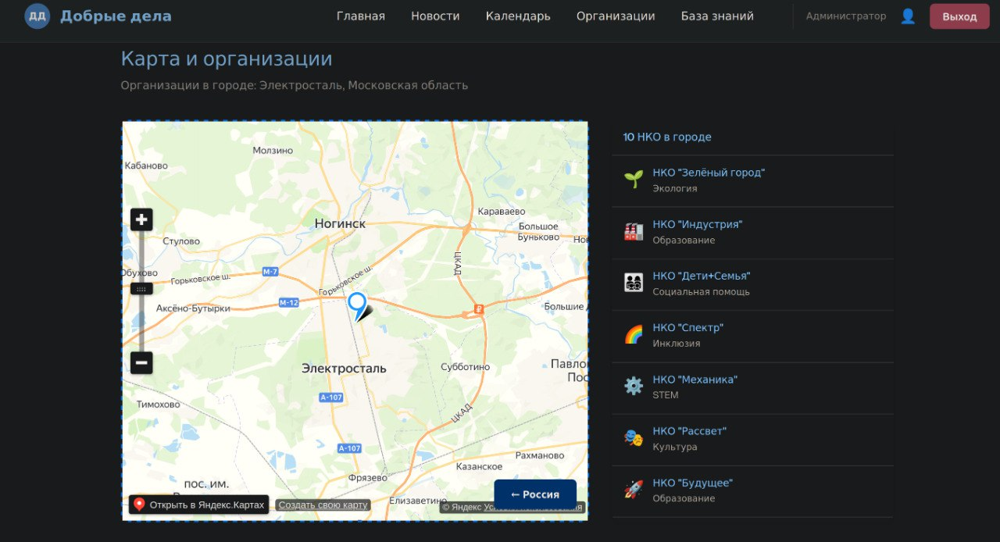 ДД Добрые дела Главная Новости Календарь Организации База знаний Администратор Выход
Карта и организации
Организации в городе: Электросталь, Московская область
Молзино
Кабаново
Караваево
Ногинск
Большое
Буньково
Стулово
ЦКАД
Обухово
Горьковское ш.
М-7
Горьковское ш.
М-12
Аксёно-Бутырки
Большие
Электросталь
Субботино
А-107
Тимохово
ЦКАД
А-107
Рахманово
Казанское
Фрязево
пос. им.
Елизаветино
← Россия
Открыть в Яндекс.Картах
Создать свою карту
© Яндекс
10 НКО в городе
НКО "Зелёный город"
Экология
НКО "Индустрия"
Образование
НКО "Дети+Семья"
Социальная помощь
НКО "Спектр"
Инклюзия
НКО "Механика"
STEM
НКО "Рассвет"
Культура
НКО "Будущее"
Образование